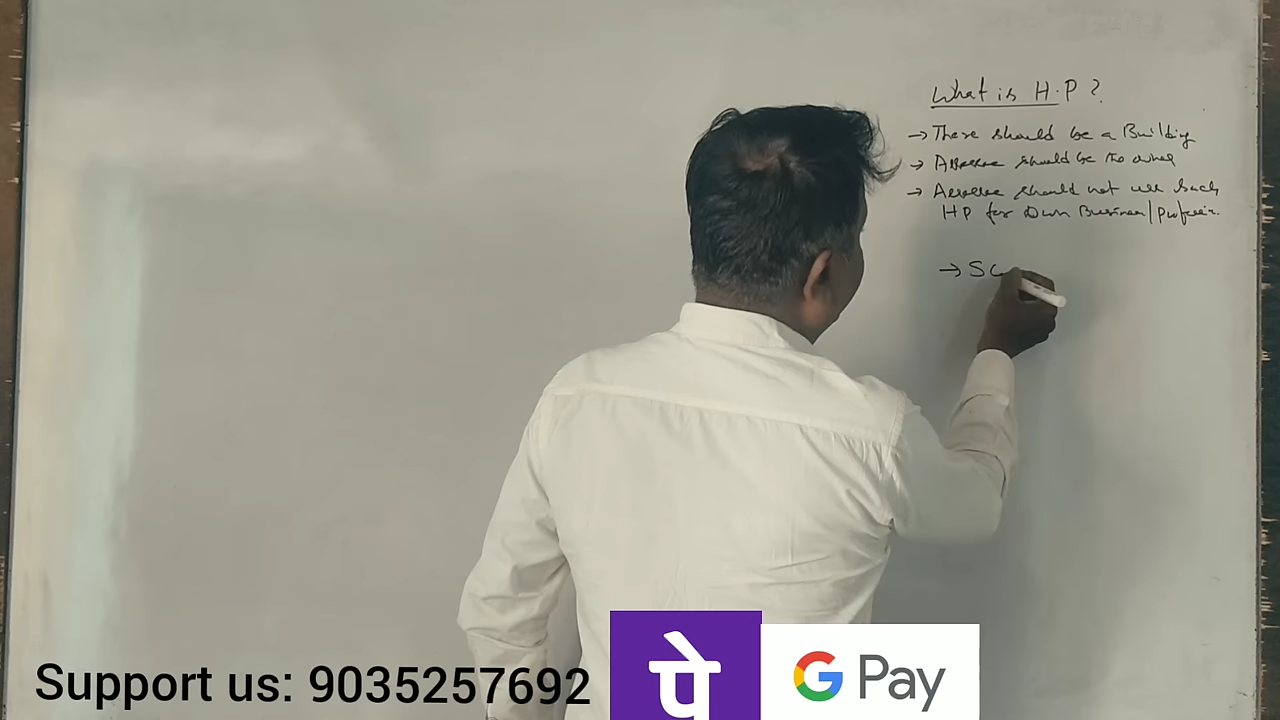 What is H.P?
→ There should be a Building
→ Assessee should be the owner
→ Assessee should not use such
HP for Own Business/Profession.
→ SC
Support us: 9035257692
पे
G Pay